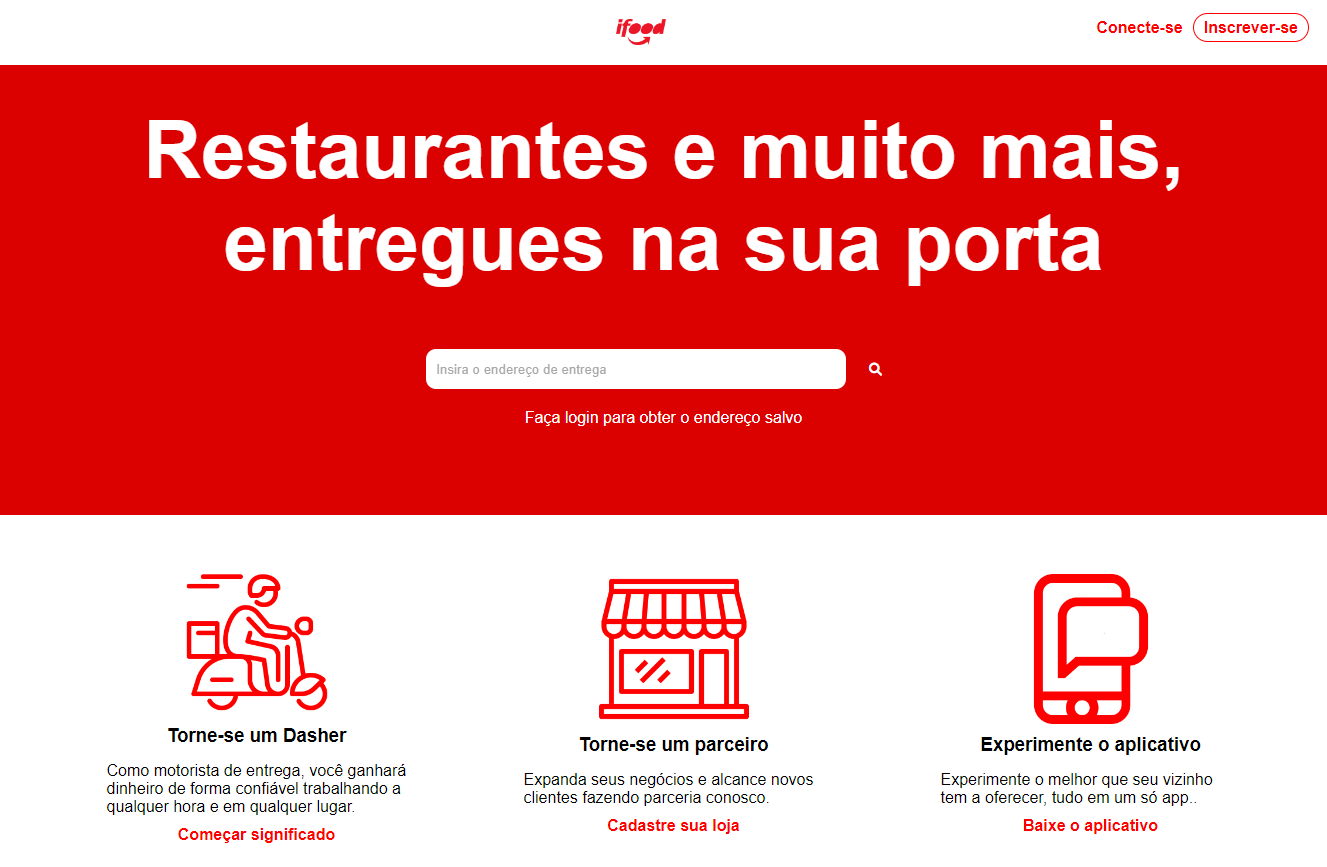 ifood
Conecte-se
Inscrever-se
Restaurantes e muito mais,
entregues na sua porta
Insira o endereço de entrega
Faça login para obter o endereço salvo
Torne-se um Dasher
Como motorista de entrega, você ganhará
dinheiro de forma confiável trabalhando a
qualquer hora e em qualquer lugar.
Começar significado
Torne-se um parceiro
Expanda seus negócios e alcance novos
clientes fazendo parceria conosco.
Cadastre sua loja
Experimente o aplicativo
Experimente o melhor que seu vizinho
tem a oferecer, tudo em um só app..
Baixe o aplicativo